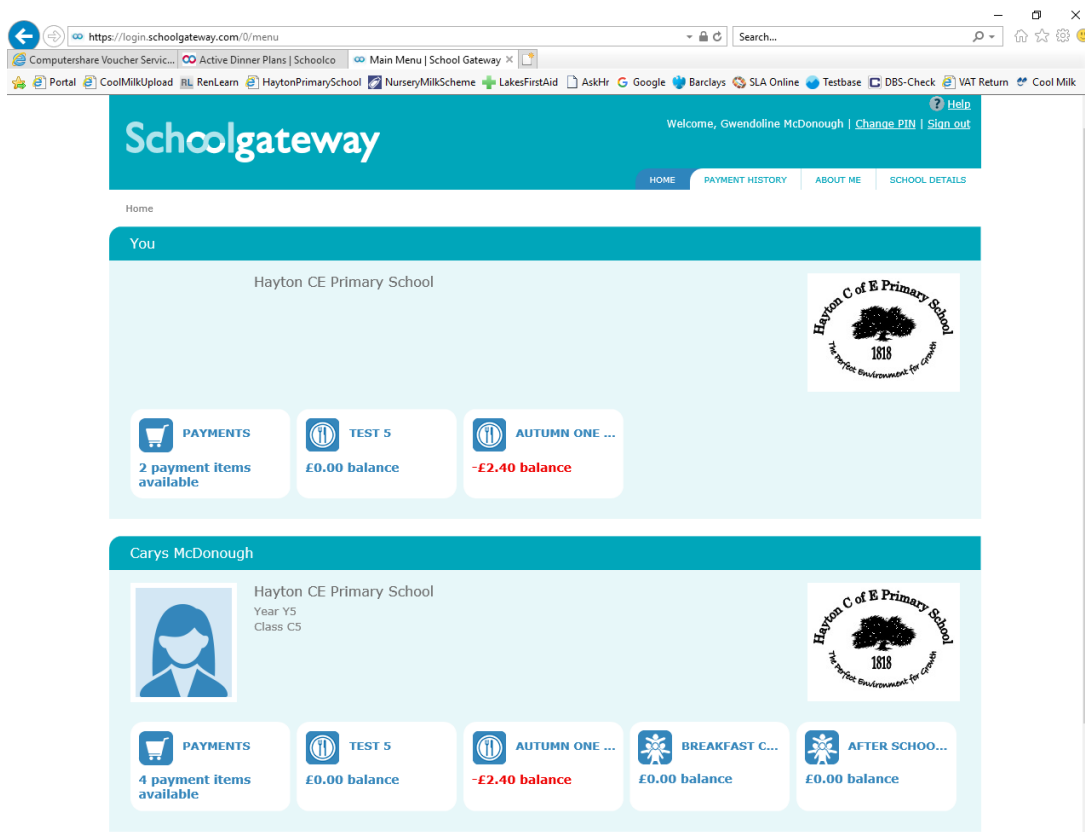 https://login.schoolgateway.com/0/menu
Search...
Computershare Voucher Servic... Active Dinner Plans | Schoolco Main Menu | School Gateway
Portal CoolMilkUpload RenLearn HaytonPrimarySchool NurseryMilkScheme LakesFirstAid AskHr Google Barclays SLA Online Testbase DBS-Check VAT Return Cool Milk
? Help
Welcome, Gwendoline McDonough | Change PIN | Sign out
Schoolgateway
HOME PAYMENT HISTORY ABOUT ME SCHOOL DETAILS
Home
You
Hayton CE Primary School
Hayton C of E Primary School
1818
The Perfect Environment for Growth
PAYMENTS
2 payment items
available
TEST 5
£0.00 balance
AUTUMN ONE ...
-£2.40 balance
Carys McDonough
Hayton CE Primary School
Year Y5
Class C5
Hayton C of E Primary School
1818
The Perfect Environment for Growth
PAYMENTS
4 payment items
available
TEST 5
£0.00 balance
AUTUMN ONE ...
-£2.40 balance
BREAKFAST C...
£0.00 balance
AFTER SCHOO...
£0.00 balance